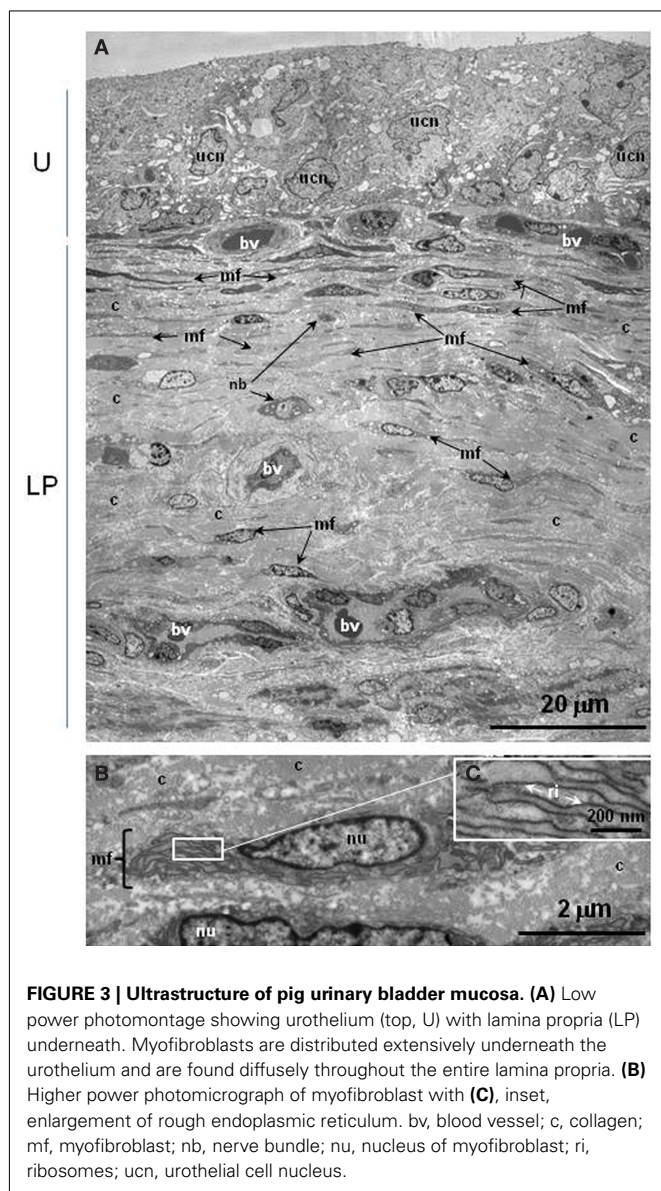 A
U
ucn
ucn
ucn
ucn
bv
bv
LP
mf
c
mf
c
mf
mf
nb
c
c
mf
bv
c
c
c
mf
bv
bv
20 µm
B
c
c
C
ri
200 nm
mf
nu
c
2 µm
nu
FIGURE 3 | Ultrastructure of pig urinary bladder mucosa. (A) Low
power photomontage showing urothelium (top, U) with lamina propria (LP)
underneath. Myofibroblasts are distributed extensively underneath the
urothelium and are found diffusely throughout the entire lamina propria. (B)
Higher power photomicrograph of myofibroblast with (C), inset,
enlargement of rough endoplasmic reticulum. bv, blood vessel; c, collagen;
mf, myofibroblast; nb, nerve bundle; nu, nucleus of myofibroblast; ri,
ribosomes; ucn, urothelial cell nucleus.